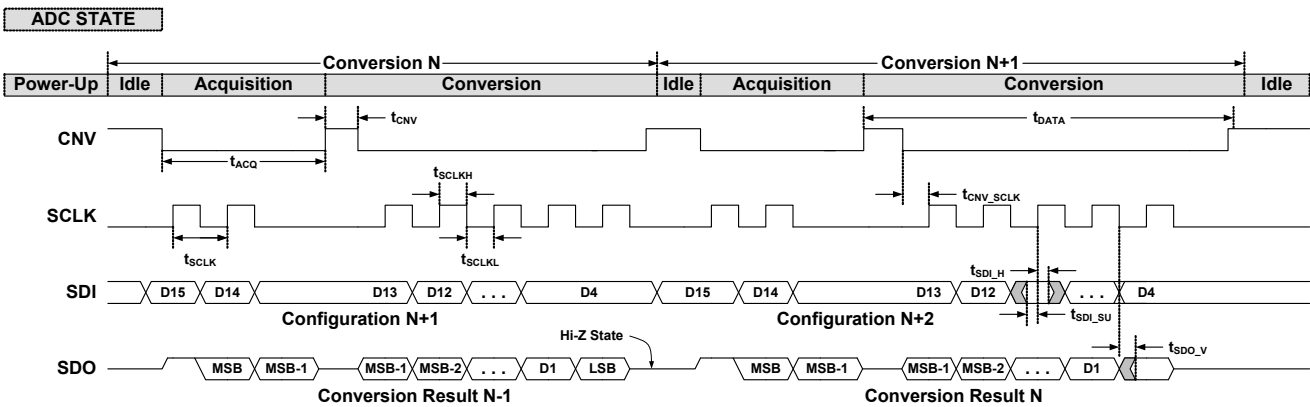 ADC STATE
Conversion N Conversion N+1
Power-Up Idle Acquisition Conversion Idle Acquisition Conversion Idle
CNV tCNV tDATA
tACQ
tSCLKH
SCLK tCNV_SCLK
tSCLK tSCLKL
tSDI_H
SDI D15 D14 D13 D12 . . . D4 D15 D14 D13 D12 . . . D4
Configuration N+1 Configuration N+2 tSDI_SU
Hi-Z State
tSDO_V
SDO MSB MSB-1 MSB-1 MSB-2 . . . D1 LSB MSB MSB-1 MSB-1 MSB-2 . . . D1
Conversion Result N-1 Conversion Result N